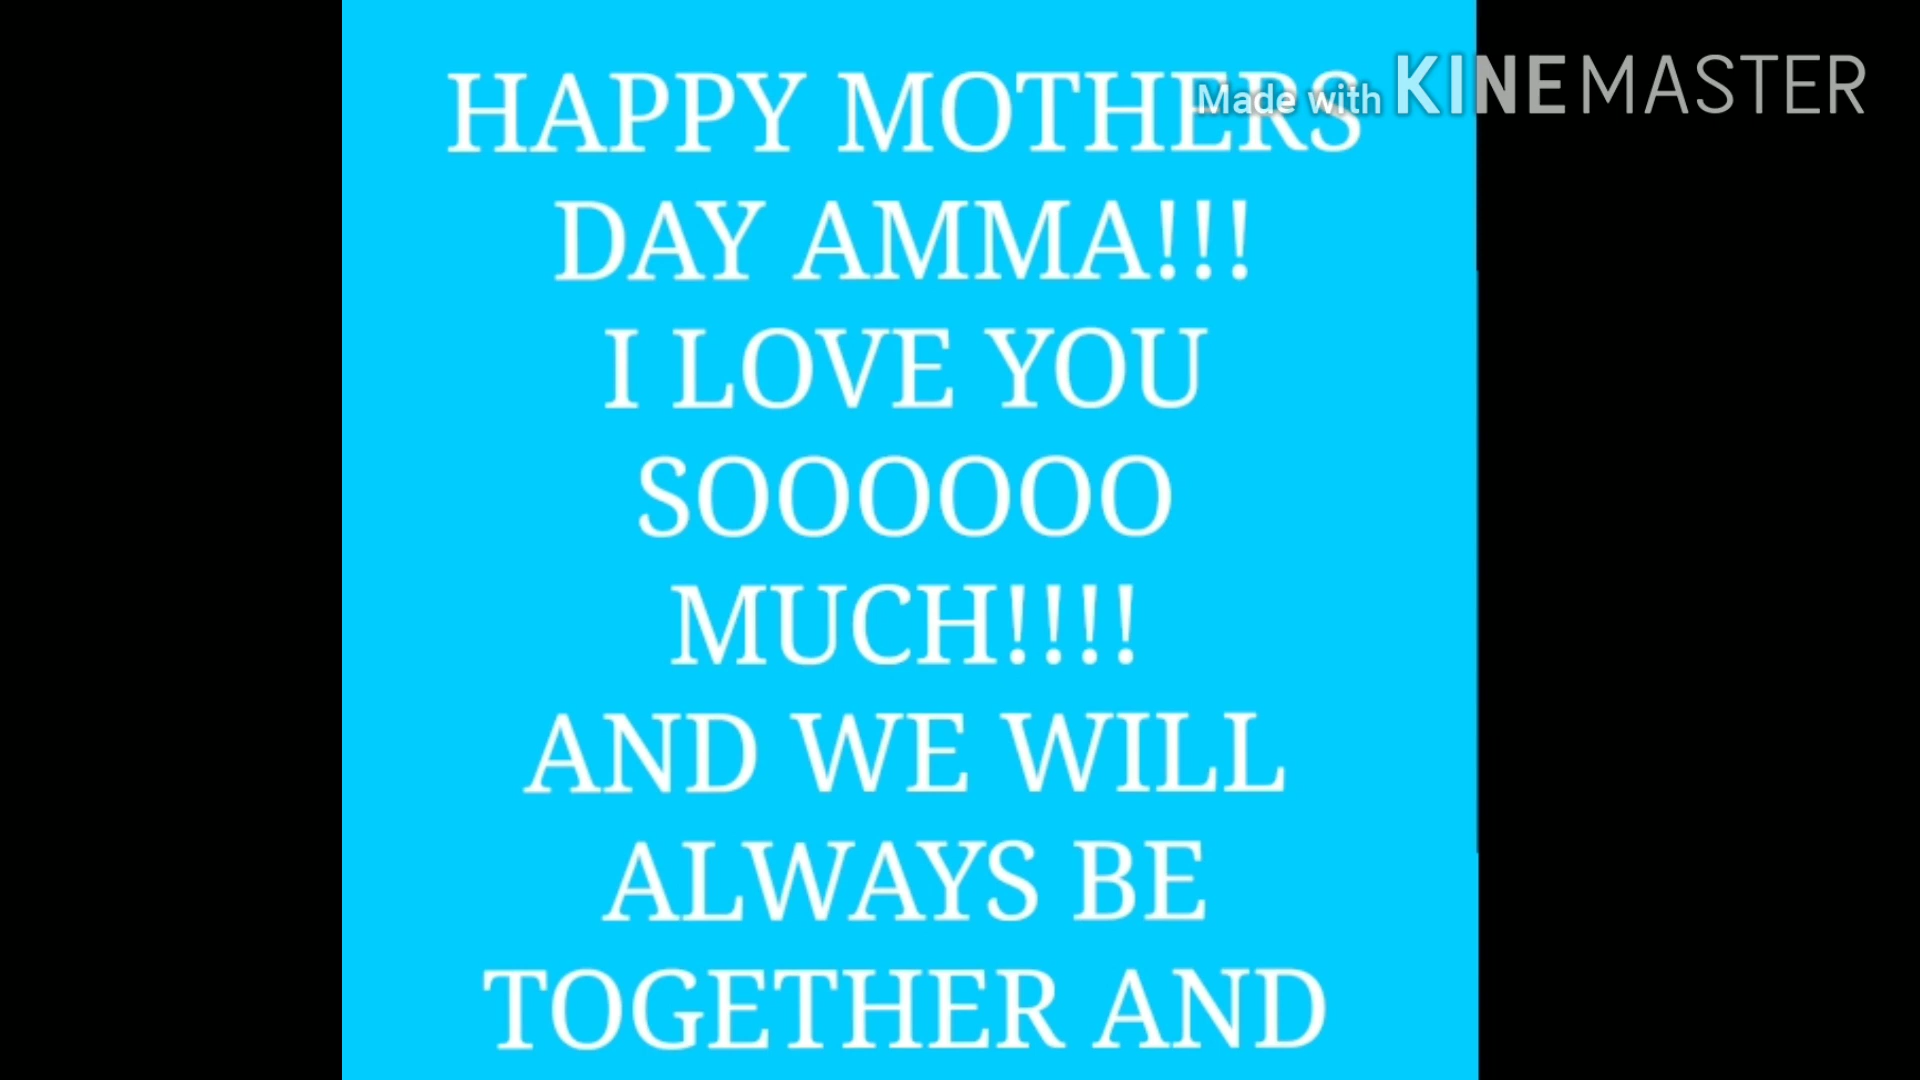 HAPPY MOTHERS
Made with KINEMASTER
DAY AMMA!!!
I LOVE YOU
SOOOOOO
MUCH!!!!
AND WE WILL
ALWAYS BE
TOGETHER AND